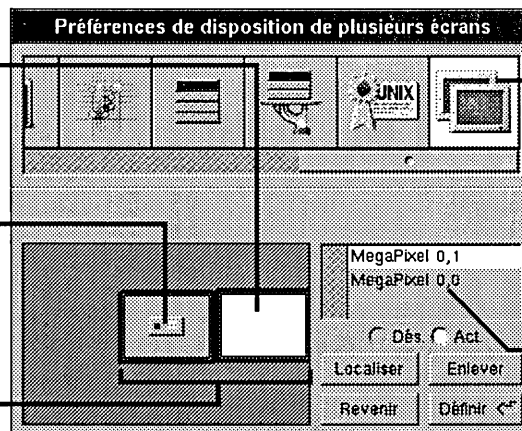 Préférences de disposition de plusieurs écrans
UNIX
MegaPixel 0,1
MegaPixel 0,0
Dés. Act.
Localiser Enlever
Revenir Définir